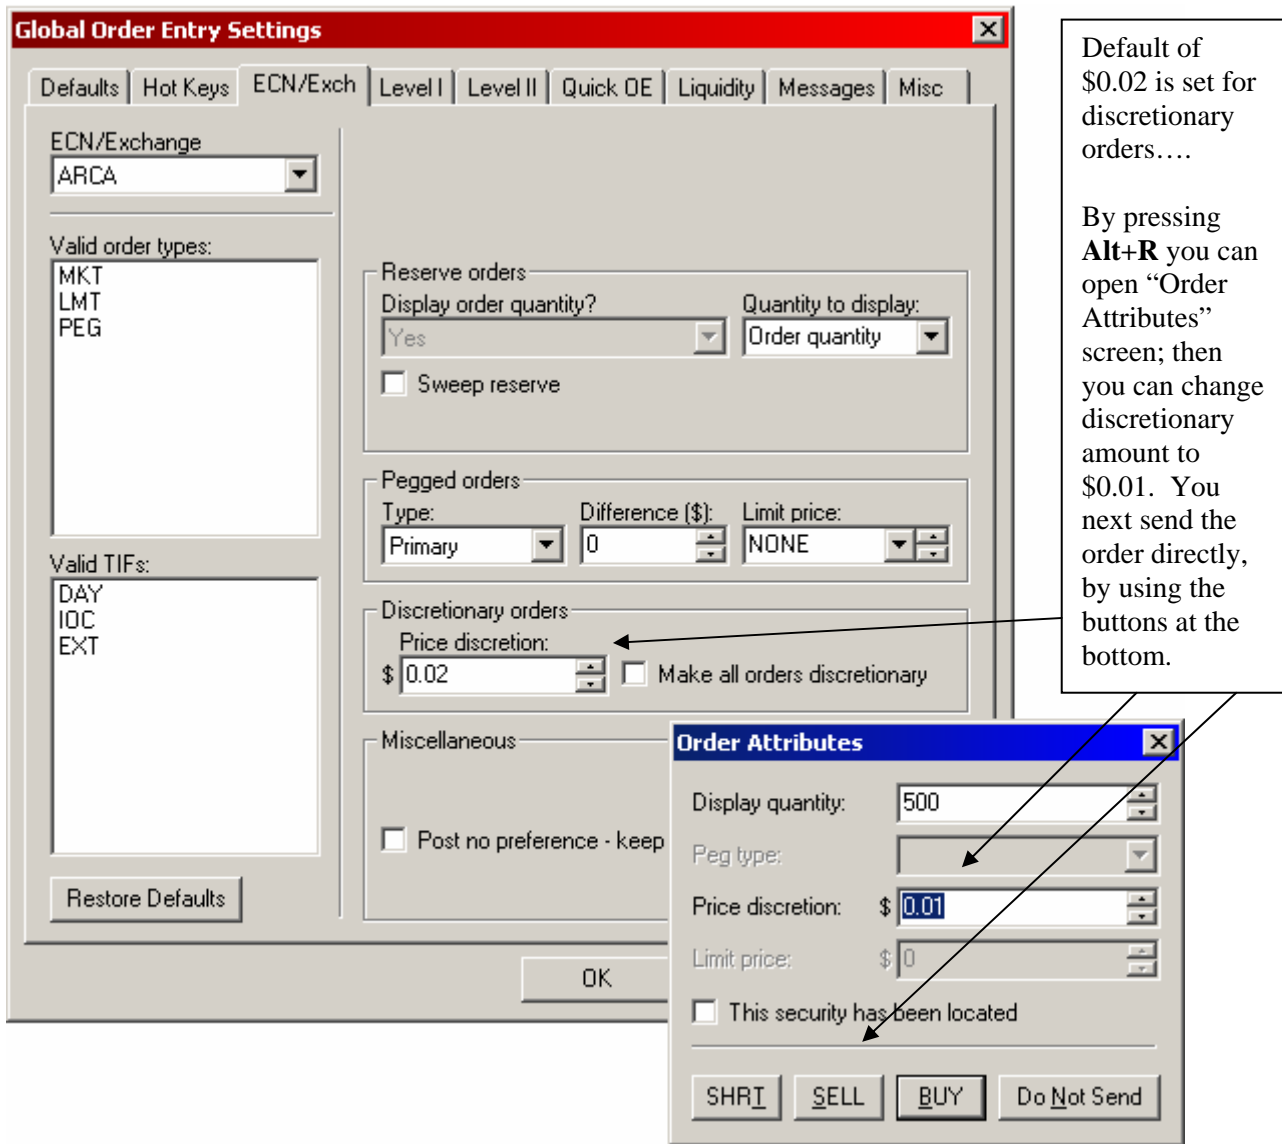 Global Order Entry Settings
Defaults Hot Keys ECN/Exch Level I Level II Quick OE Liquidity Messages Misc
ECN/Exchange
ARCA
Valid order types:
MKT
LMT
PEG
Valid TIFs:
DAY
IOC
EXT
Restore Defaults
Reserve orders
Display order quantity? Quantity to display:
Yes Order quantity
Sweep reserve
Pegged orders
Type: Difference ($): Limit price:
Primary 0 NONE
Discretionary orders
Price discretion:
$ 0.02 Make all orders discretionary
Miscellaneous
Post no preference - keep
OK
Default of
$0.02 is set for
discretionary
orders….
By pressing
Alt+R you can
open “Order
Attributes”
screen; then
you can change
discretionary
amount to
$0.01. You
next send the
order directly,
by using the
buttons at the
bottom.
Order Attributes
Display quantity: 500
Peg type:
Price discretion: $ 0.01
Limit price: $ 0
This security has been located
SHRT SELL BUY Do Not Send